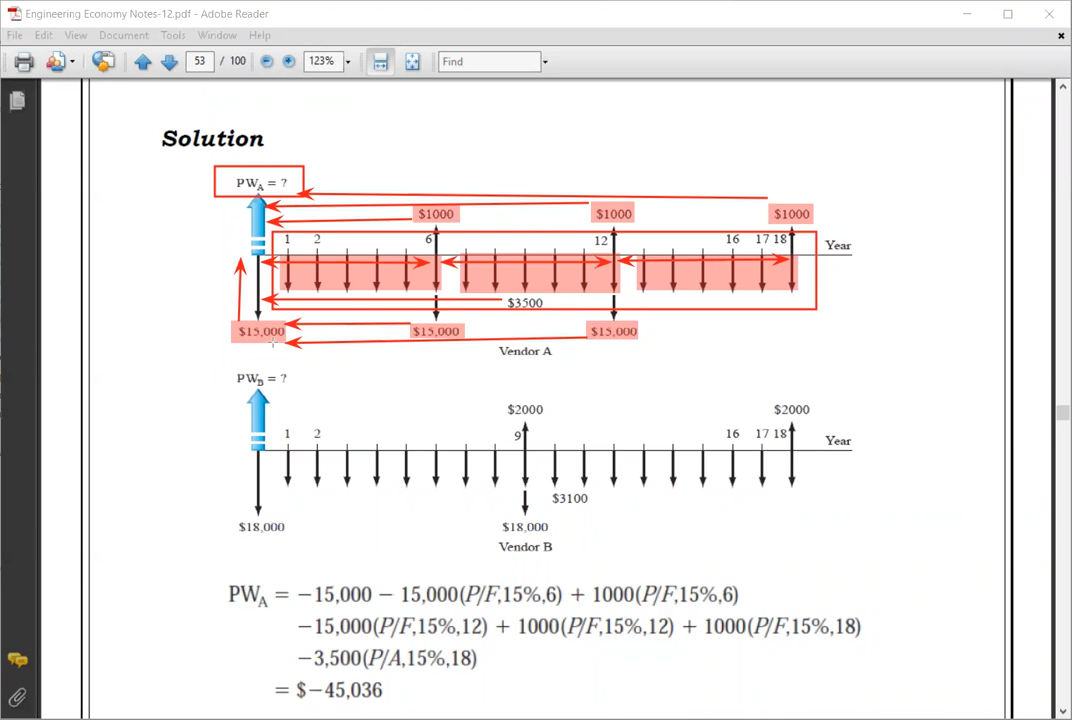 Engineering Economy Notes-12.pdf - Adobe Reader
File Edit View Document Tools Window Help
53 / 100 123% Find
Solution
PWA = ?
$1000 $1000 $1000
1 2 6 12 16 17 18 Year
$3500
$15,000 $15,000 $15,000
Vendor A
PWB = ?
$2000 $2000
1 2 9 16 17 18 Year
$3100
$18,000 $18,000
Vendor B
PWA = −15,000 − 15,000(P/F,15%,6) + 1000(P/F,15%,6)
−15,000(P/F,15%,12) + 1000(P/F,15%,12) + 1000(P/F,15%,18)
−3,500(P/A,15%,18)
= $−45,036